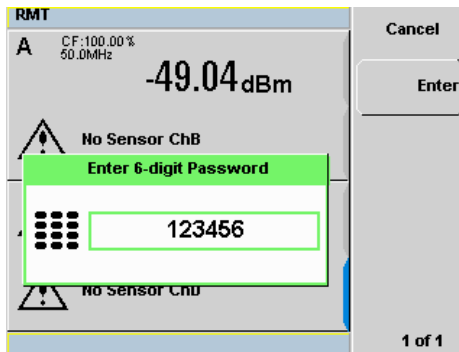 RMT
Cancel
A
CF:100.00%
50.0MHz
-49.04dBm
Enter
No Sensor ChB
Enter 6-digit Password
123456
No Sensor ChD
1 of 1